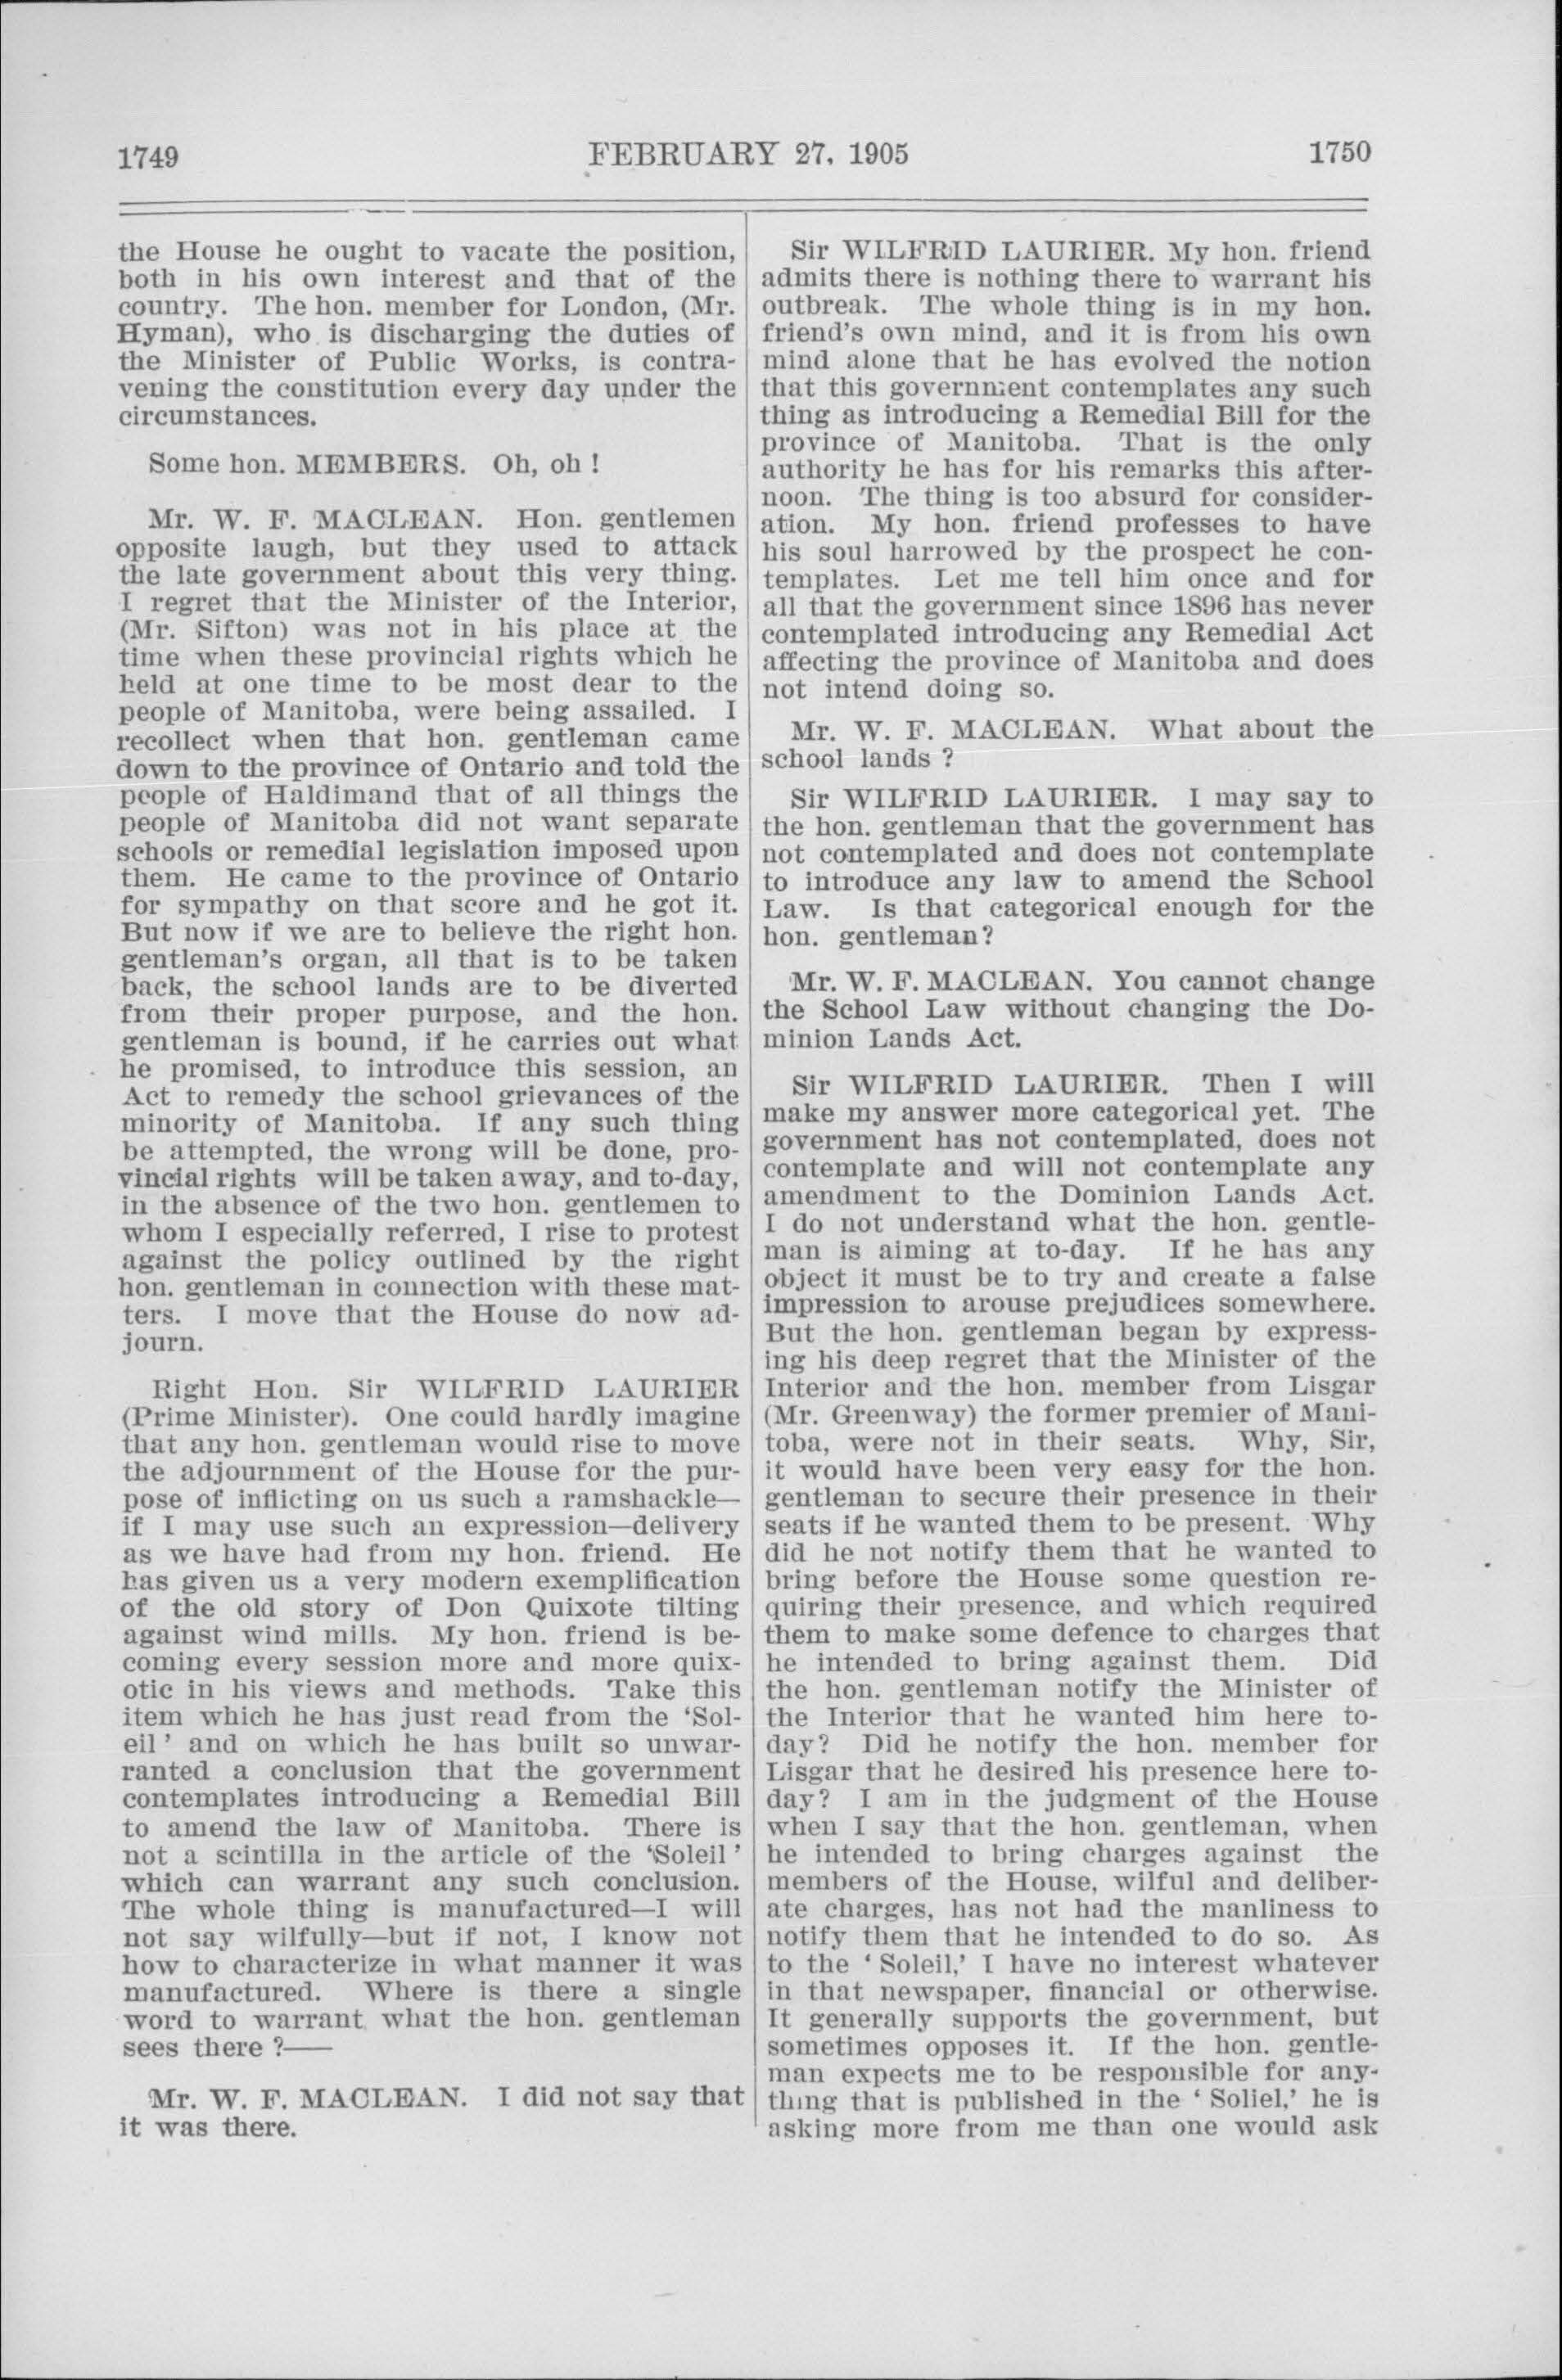 1749 FEBRUARY 27, 1905 1750
the House he ought to vacate the position,
both in his own interest and that of the
country. The hon. member for London, (Mr.
Hyman), who is discharging the duties of
the Minister of Public Works, is contra-
vening the constitution every day under the
circumstances.
Some hon. MEMBERS. Oh, oh !
Mr. W. F. MACLEAN. Hon. gentlemen
opposite laugh, but they used to attack
the late government about this very thing.
I regret that the Minister of the Interior,
(Mr. Sifton) was not in his place at the
time when these provincial rights which he
held at one time to be most dear to the
people of Manitoba, were being assailed. I
recollect when that hon. gentleman came
down to the province of Ontario and told the
people of Haldimand that of all things the
people of Manitoba did not want separate
schools or remedial legislation imposed upon
them. He came to the province of Ontario
for sympathy on that score and he got it.
But now if we are to believe the right hon.
gentleman's organ, all that is to be taken
back, the school lands are to be diverted
from their proper purpose, and the hon.
gentleman is bound, if he carries out what
he promised, to introduce this session, an
Act to remedy the school grievances of the
minority of Manitoba. If any such thing
be attempted, the wrong will be done, pro-
vincial rights will be taken away, and to-day,
in the absence of the two hon. gentlemen to
whom I especially referred, I rise to protest
against the policy outlined by the right
hon. gentleman in connection with these mat-
ters. I move that the House do now ad-
journ.
Right Hon. Sir WILFRID LAURIER
(Prime Minister). One could hardly imagine
that any hon. gentleman would rise to move
the adjournment of the House for the pur-
pose of inflicting on us such a ramshackle—
if I may use such an expression—delivery
as we have had from my hon. friend. He
has given us a very modern exemplification
of the old story of Don Quixote tilting
against wind mills. My hon. friend is be-
coming every session more and more quix-
otic in his views and methods. Take this
item which he has just read from the 'Sol-
eil' and on which he has built so unwar-
ranted a conclusion that the government
contemplates introducing a Remedial Bill
to amend the law of Manitoba. There is
not a scintilla in the article of the 'Soleil'
which can warrant any such conclusion.
The whole thing is manufactured—I will
not say wilfully—but if not, I know not
how to characterize in what manner it was
manufactured. Where is there a single
word to warrant what the hon. gentleman
sees there ?——
Mr. W. F. MACLEAN. I did not say that
it was there.
Sir WILFRID LAURIER. My hon. friend
admits there is nothing there to warrant his
outbreak. The whole thing is in my hon.
friend's own mind, and it is from his own
mind alone that he has evolved the notion
that this government contemplates any such
thing as introducing a Remedial Bill for the
province of Manitoba. That is the only
authority he has for his remarks this after-
noon. The thing is too absurd for consider-
ation. My hon. friend professes to have
his soul harrowed by the prospect he con-
templates. Let me tell him once and for
all that the government since 1896 has never
contemplated introducing any Remedial Act
affecting the province of Manitoba and does
not intend doing so.
Mr. W. F. MACLEAN. What about the
school lands ?
Sir WILFRID LAURIER. I may say to
the hon. gentleman that the government has
not contemplated and does not contemplate
to introduce any law to amend the School
Law. Is that categorical enough for the
hon. gentleman?
Mr. W. F. MACLEAN. You cannot change
the School Law without changing the Do-
minion Lands Act.
Sir WILFRID LAURIER. Then I will
make my answer more categorical yet. The
government has not contemplated, does not
contemplate and will not contemplate any
amendment to the Dominion Lands Act.
I do not understand what the hon. gentle-
man is aiming at to-day. If he has any
object it must be to try and create a false
impression to arouse prejudices somewhere.
But the hon. gentleman began by express-
ing his deep regret that the Minister of the
Interior and the hon. member from Lisgar
(Mr. Greenway) the former premier of Mani-
toba, were not in their seats. Why, Sir,
it would have been very easy for the hon.
gentleman to secure their presence in their
seats if he wanted them to be present. Why
did he not notify them that he wanted to
bring before the House some question re-
quiring their presence, and which required
them to make some defence to charges that
he intended to bring against them. Did
the hon. gentleman notify the Minister of
the Interior that he wanted him here to-
day? Did he notify the hon. member for
Lisgar that he desired his presence here to-
day? I am in the judgment of the House
when I say that the hon. gentleman, when
he intended to bring charges against the
members of the House, wilful and deliber-
ate charges, has not had the manliness to
notify them that he intended to do so. As
to the 'Soleil,' I have no interest whatever
in that newspaper, financial or otherwise.
It generally supports the government, but
sometimes opposes it. If the hon. gentle-
man expects me to be responsible for any-
thing that is published in the 'Soliel,' he is
asking more from me than one would ask